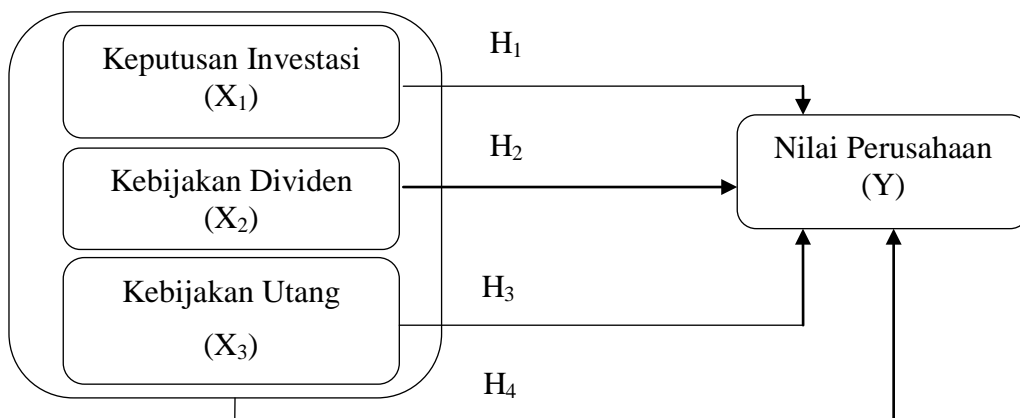 Keputusan Investasi
(X₁)
H₁
Kebijakan Dividen
(X₂)
H₂
Nilai Perusahaan
(Y)
Kebijakan Utang
(X₃)
H₃
H₄